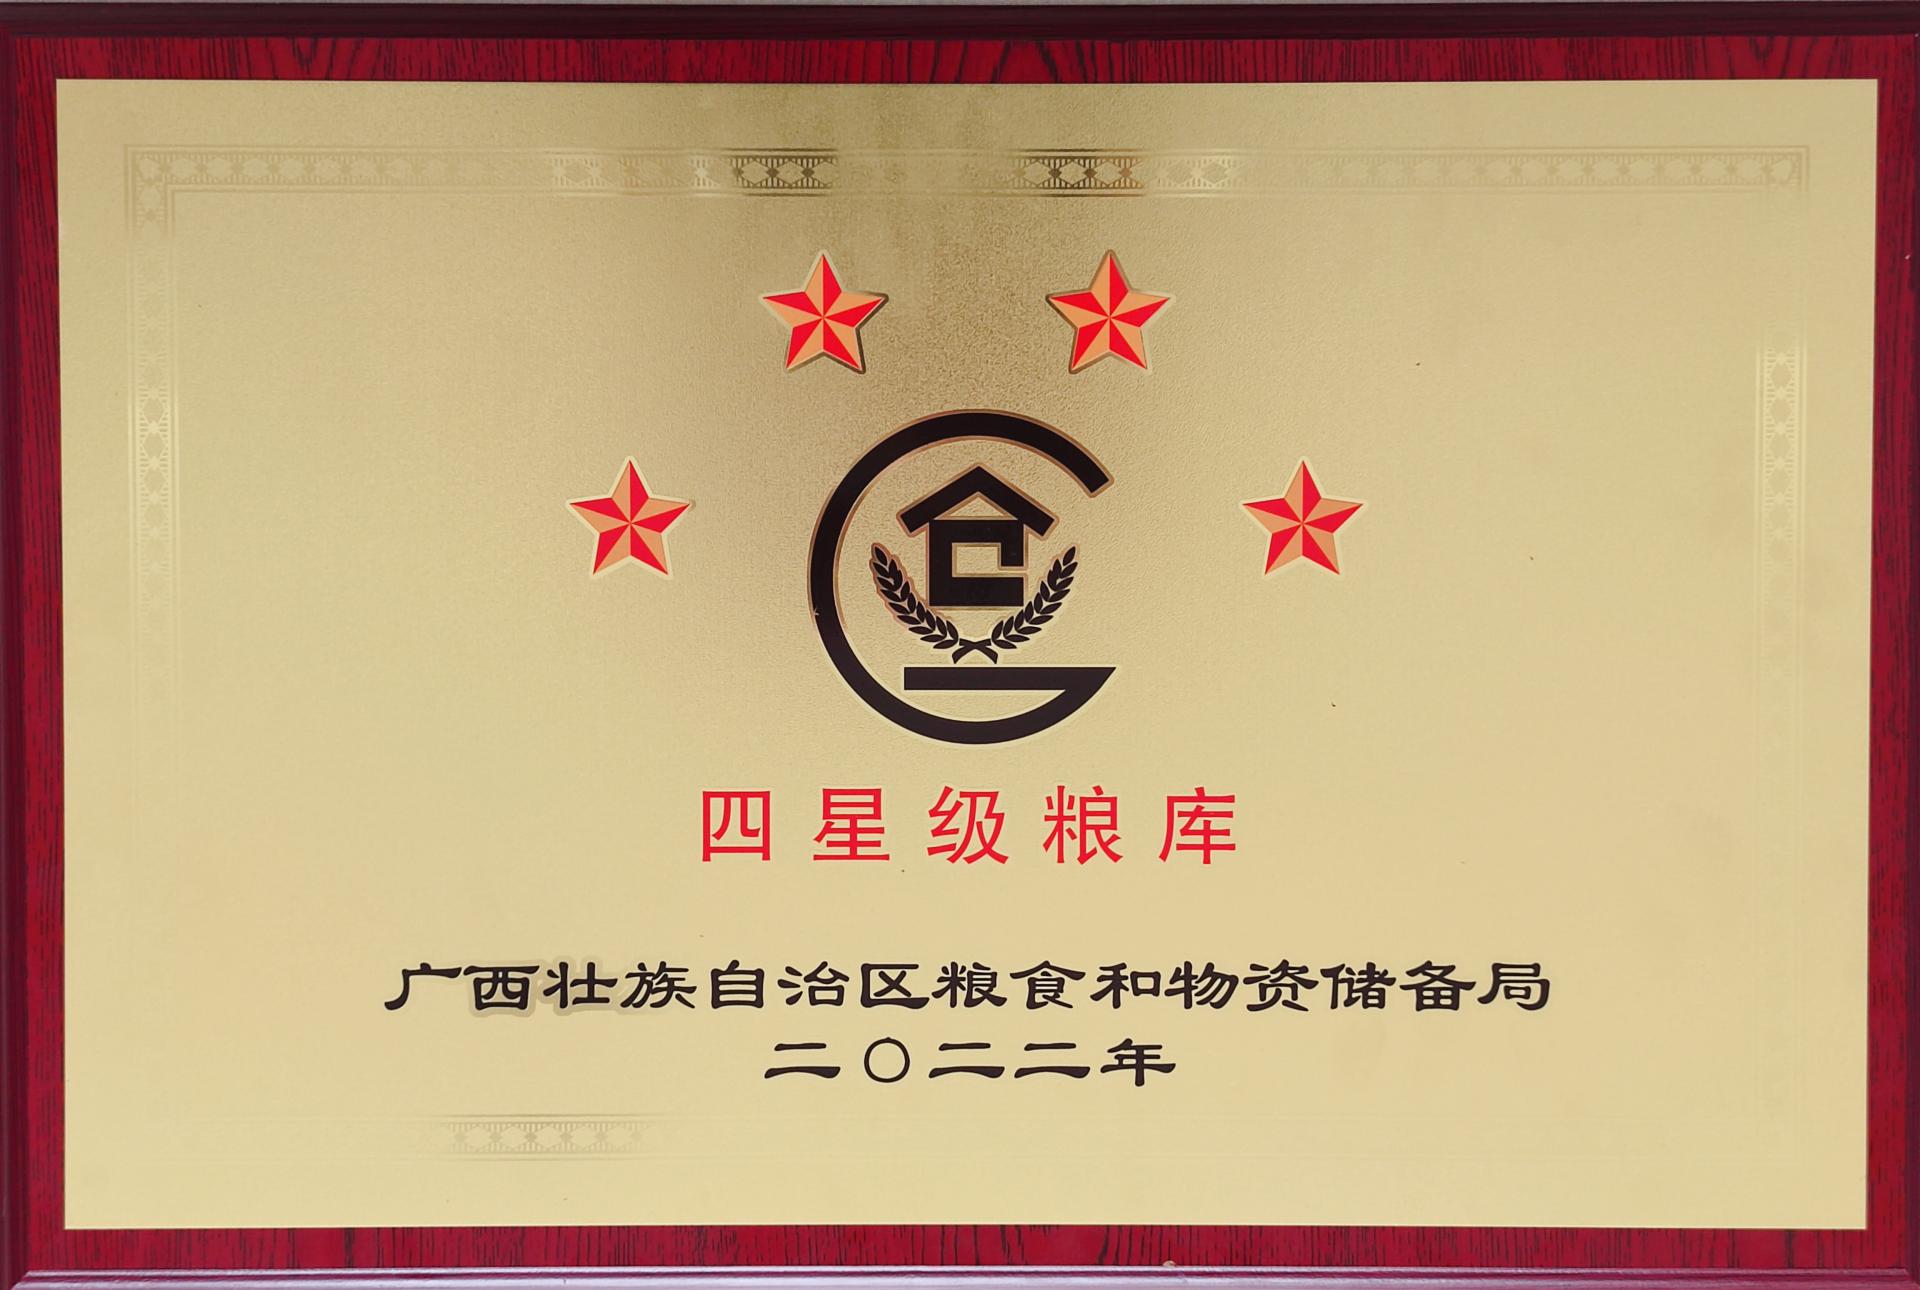 四星级粮库
广西壮族自治区粮食和物资储备局
二〇二二年